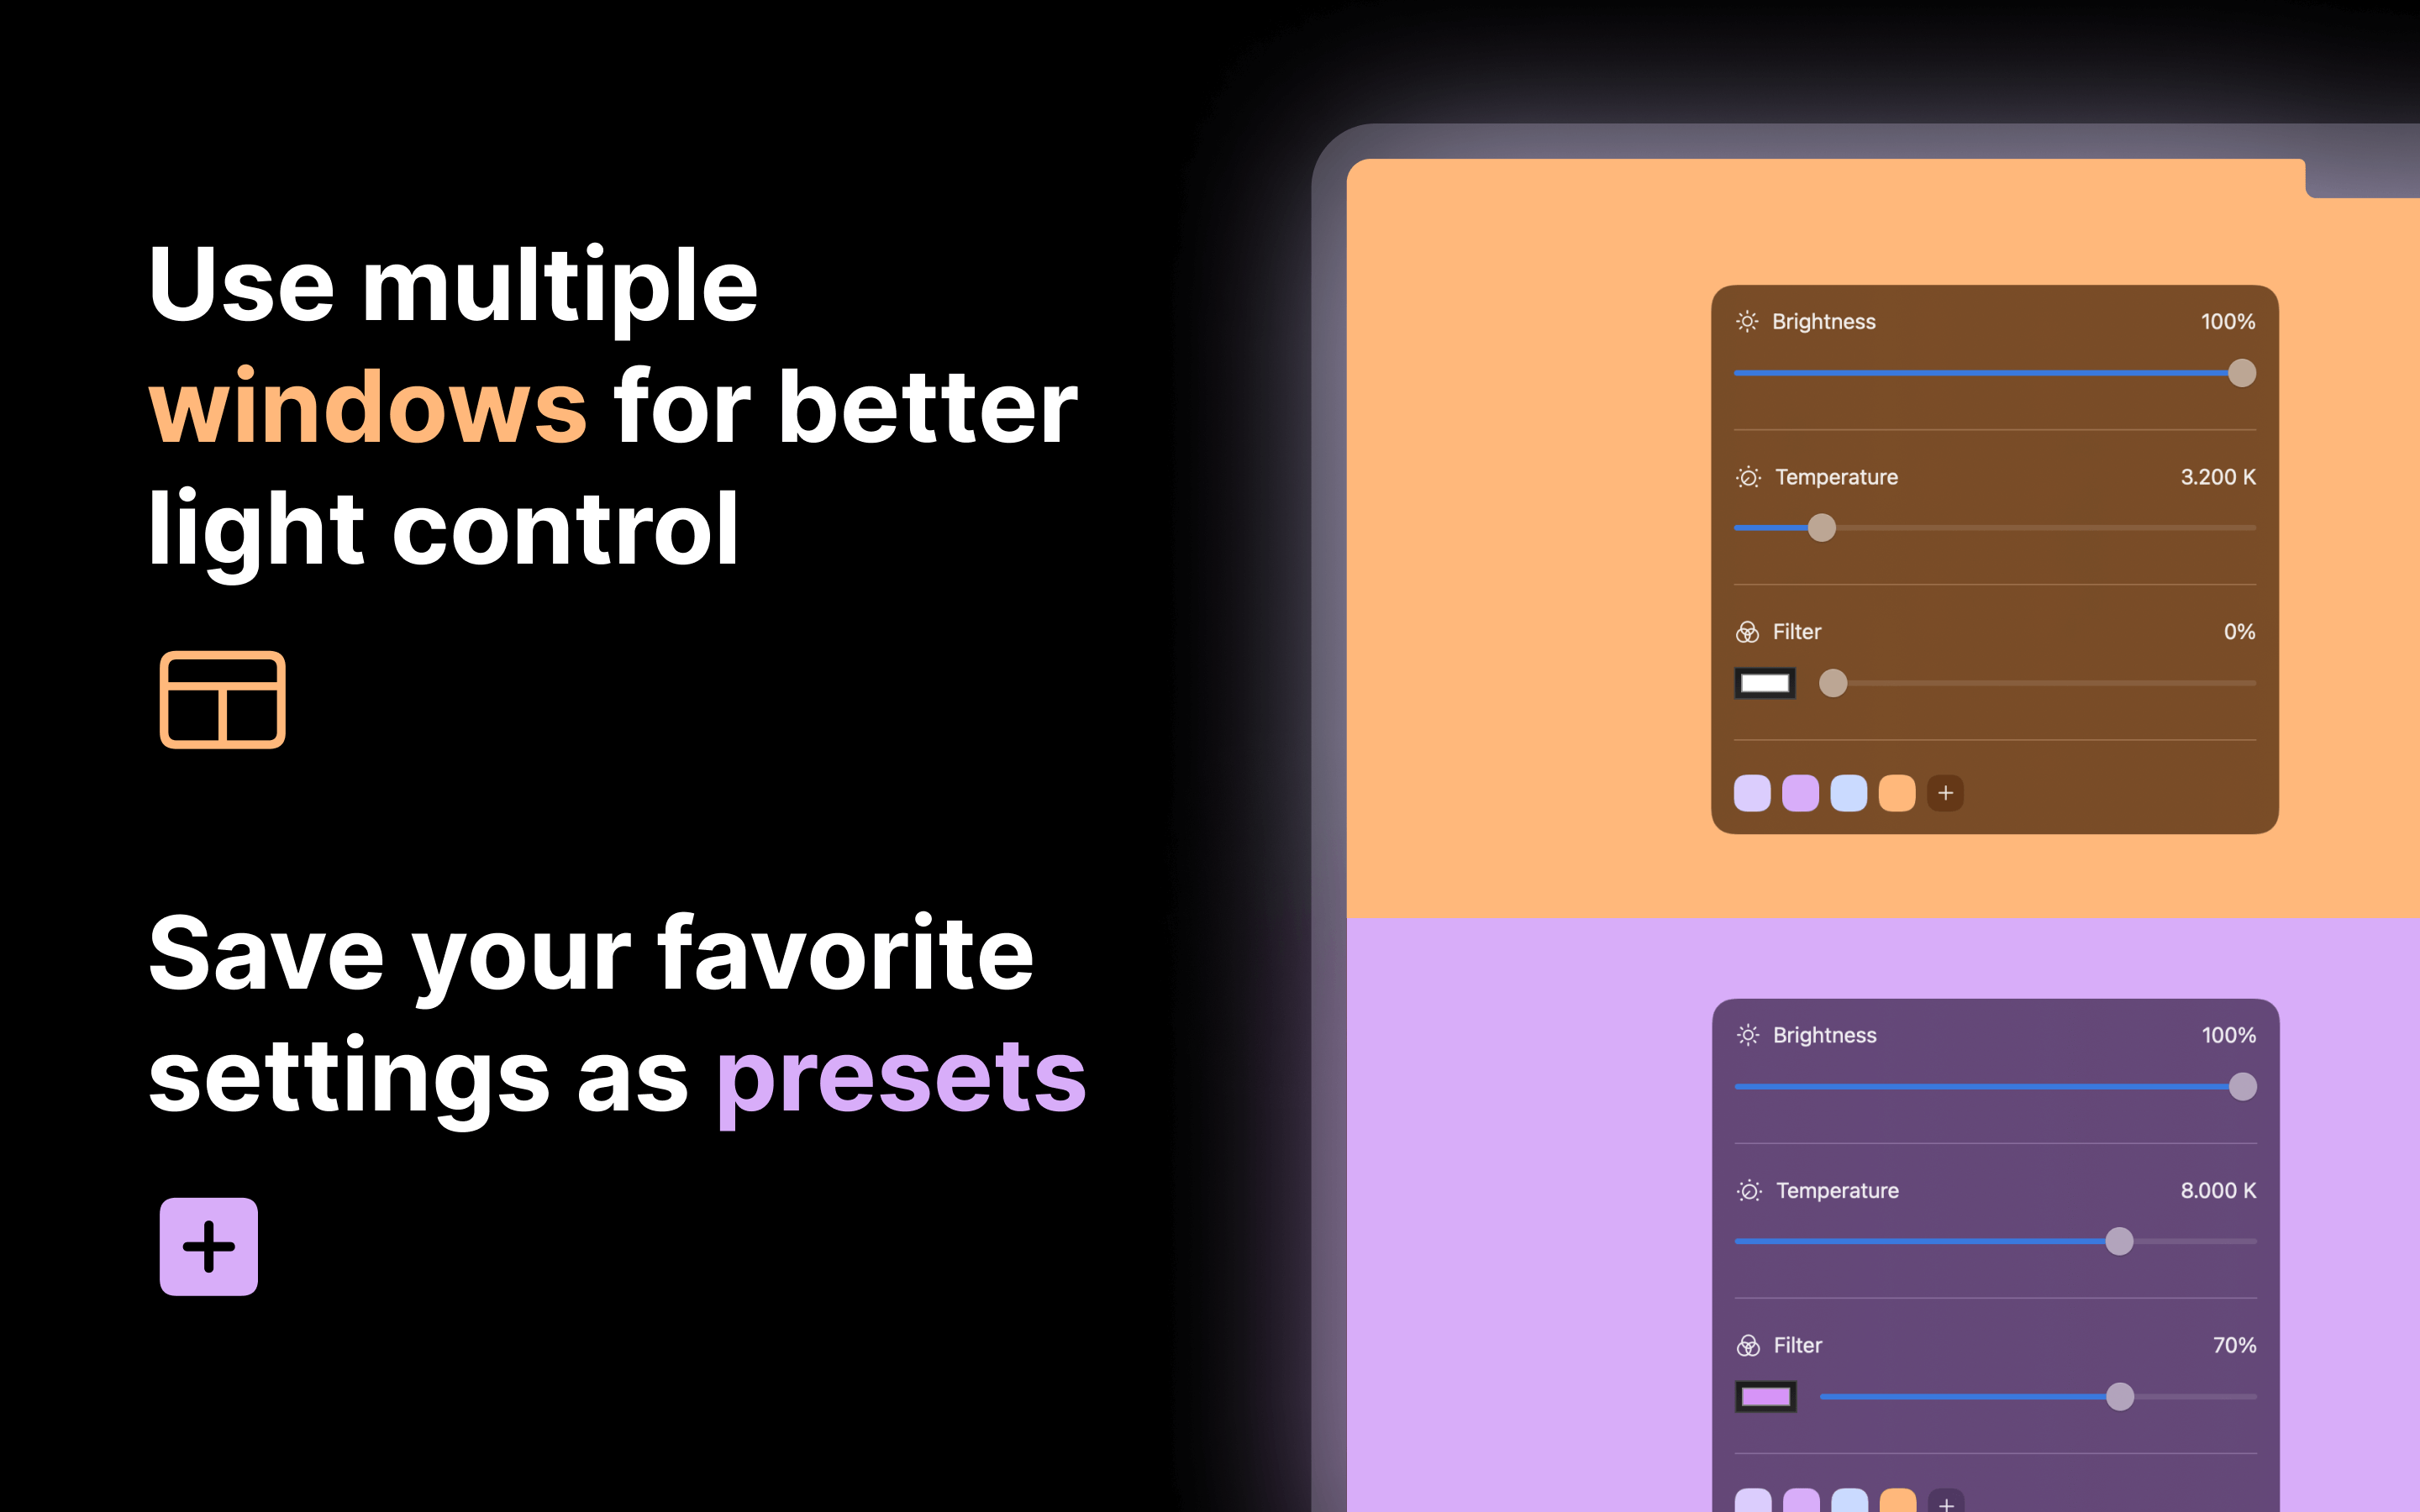 Use multiple
windows for better
light control
Save your favorite
settings as presets
Brightness 100%
Temperature 3.200 K
Filter 0%
Brightness 100%
Temperature 8.000 K
Filter 70%